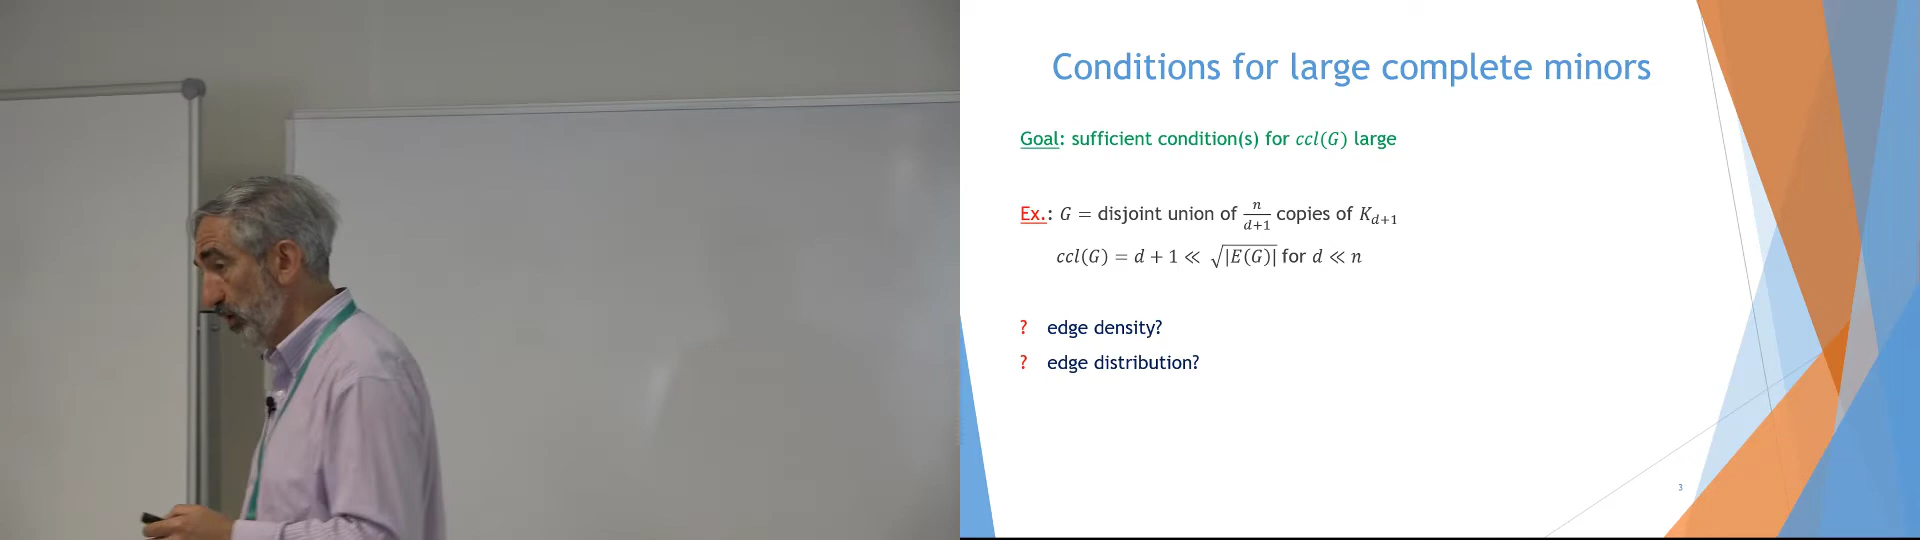 Conditions for large complete minors
Goal: sufficient condition(s) for ccl(G) large
Ex.: G = disjoint union of n/(d+1) copies of K_{d+1}
ccl(G) = d + 1 ≪ √|E(G)| for d ≪ n
? edge density?
? edge distribution?
3